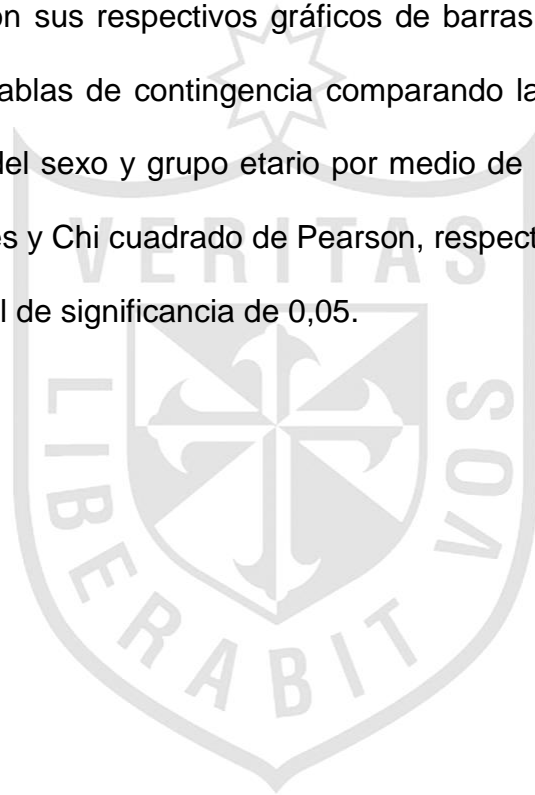 on sus respectivos gráficos de barras
ablas de contingencia comparando la
del sexo y grupo etario por medio de
es y Chi cuadrado de Pearson, respect
l de significancia de 0,05.
VERITAS
LIBERABIT VOS